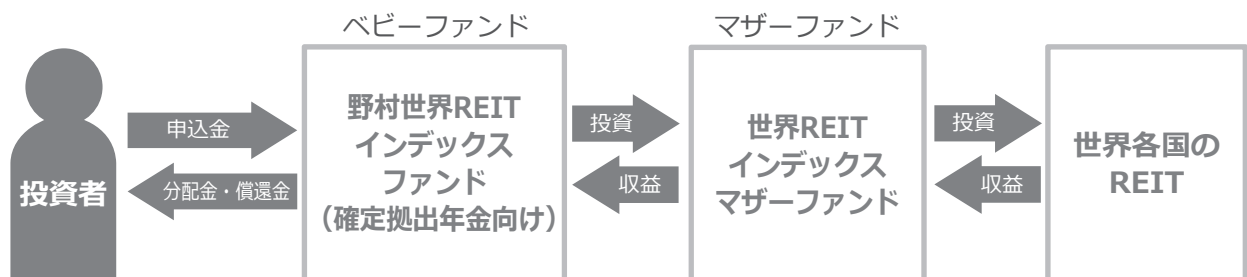 ベビーファンド
マザーファンド
投資者
申込金
分配金・償還金
野村世界REIT
インデックス
ファンド
（確定拠出年金向け）
投資
収益
世界REIT
インデックス
マザーファンド
投資
収益
世界各国の
REIT